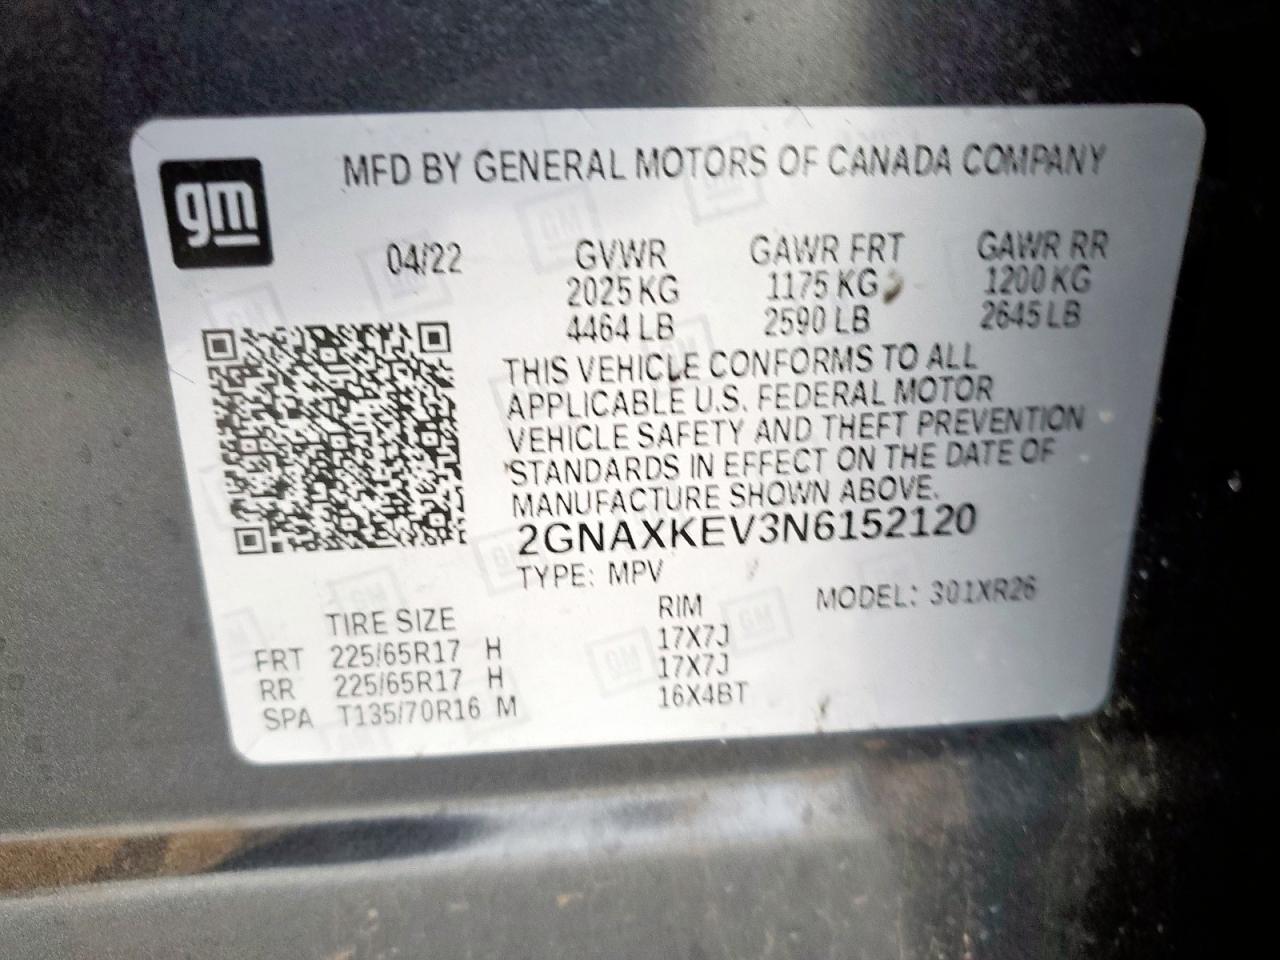 gm
MFD BY GENERAL MOTORS OF CANADA COMPANY
04/22 GVWR GAWR FRT GAWR RR
2025 KG 1175 KG 1200 KG
4464 LB 2590 LB 2645 LB
THIS VEHICLE CONFORMS TO ALL
APPLICABLE U.S. FEDERAL MOTOR
VEHICLE SAFETY AND THEFT PREVENTION
STANDARDS IN EFFECT ON THE DATE OF
MANUFACTURE SHOWN ABOVE.
2GNAXKEV3N6152120
TYPE: MPV MODEL: 301XR26
TIRE SIZE RIM
FRT 225/65R17 H 17X7J
RR 225/65R17 H 17X7J
SPA T135/70R16 M 16X4BT